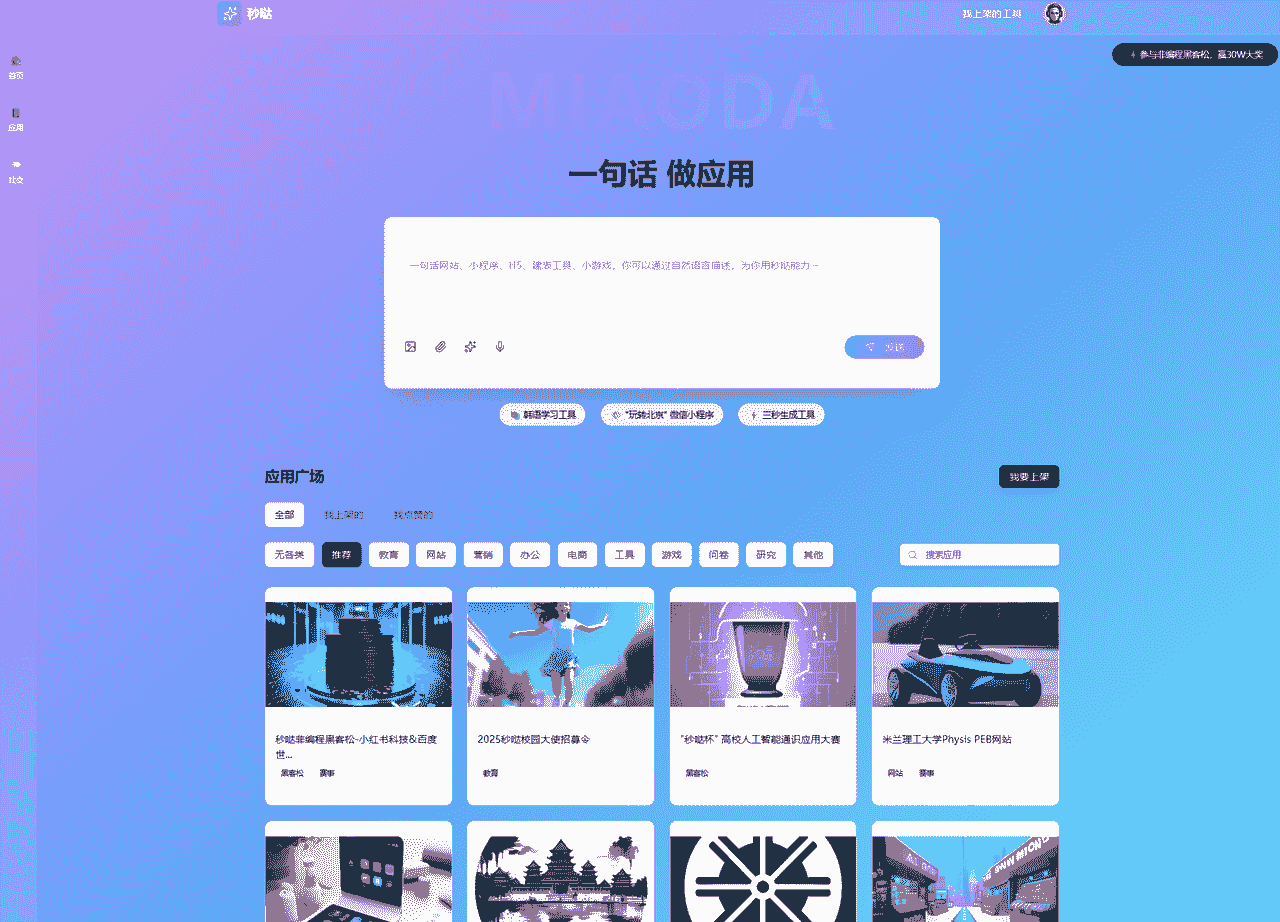 秒哒
我上架的工具
参与非编程黑客松，赢30W大奖
首页
应用
社交
MIAODA
一句话 做应用
一句话网站、小程序、H5、建表工具、小游戏，你可以通过自然语言描述，为你用秒哒能力~
发送
韩语学习工具
"玩转北京" 微信小程序
三秒生成工具
应用广场
我要上架
全部
我上架的
我点赞的
无各类
推荐
教育
网站
营销
办公
电商
工具
游戏
问卷
研究
其他
搜索应用
秒哒非编程黑客松-小红书科技&百度
世...
黑客松
赛事
2025秒哒校园大使招募令
教育
"秒哒杯" 高校人工智能通识应用大赛
黑客松
米兰理工大学Physis PEB网站
网站
赛事